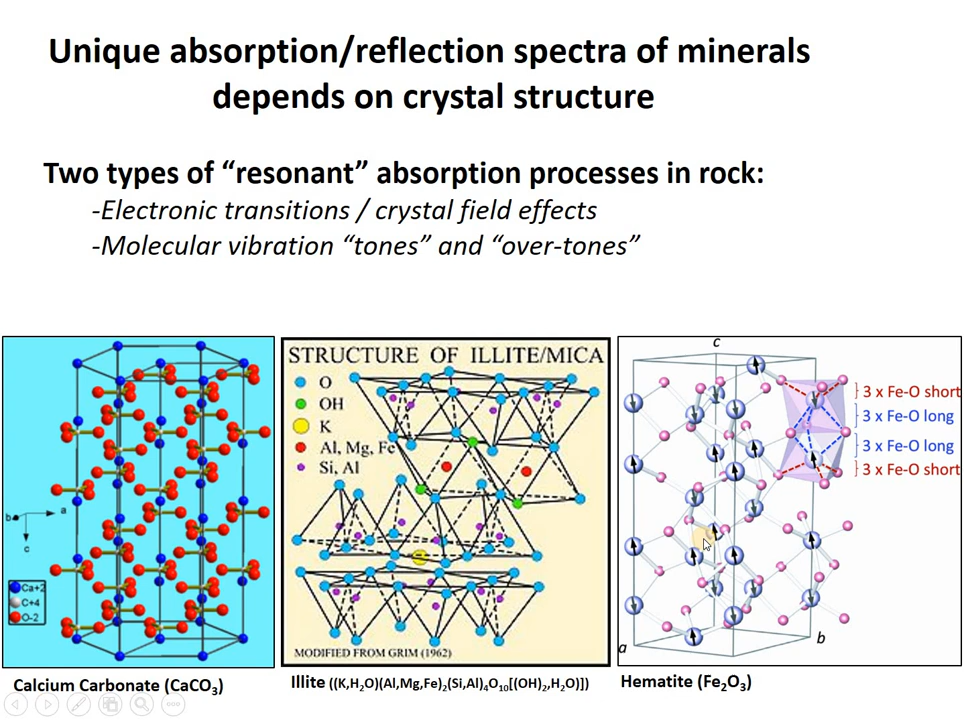 Unique absorption/reflection spectra of minerals
depends on crystal structure
Two types of “resonant” absorption processes in rock:
-Electronic transitions / crystal field effects
-Molecular vibration “tones” and “over-tones”
b
a
c
Ca+2
C+4
O-2
Calcium Carbonate (CaCO₃)
STRUCTURE OF ILLITE/MICA
O
OH
K
Al, Mg, Fe
Si, Al
MODIFIED FROM GRIM (1962)
Illite ((K,H₂O)(Al,Mg,Fe)₂(Si,Al)₄O₁₀[(OH)₂,H₂O)])
c
3 x Fe-O short
3 x Fe-O long
3 x Fe-O long
3 x Fe-O short
a
b
Hematite (Fe₂O₃)